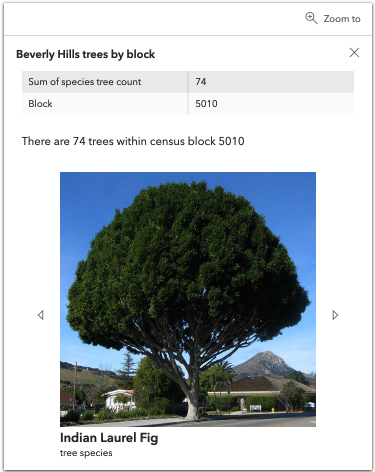 Zoom to
Beverly Hills trees by block
Sum of species tree count 74
Block 5010
There are 74 trees within census block 5010
Indian Laurel Fig
tree species